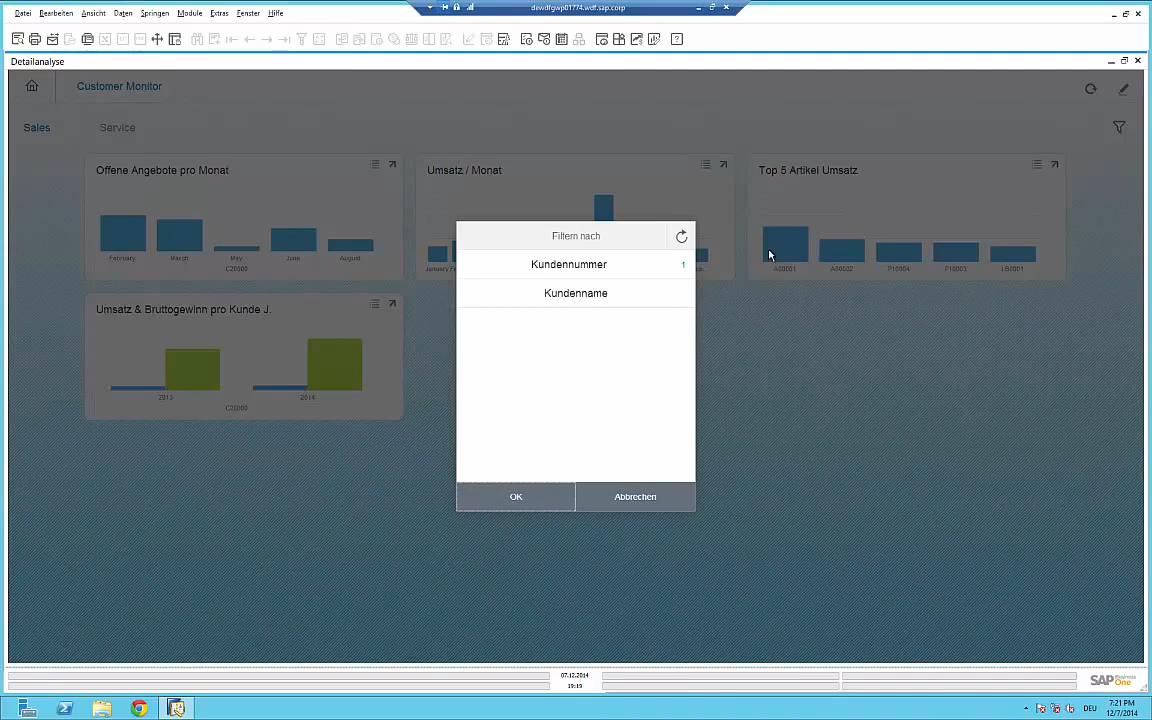 dewdfgwp01774.wdf.sap.corp
Datei Bearbeiten Ansicht Daten Springen Module Extras Fenster Hilfe
Detailanalyse
Customer Monitor
Sales Service
Offene Angebote pro Monat
February March May June August
C20000
Umsatz / Monat
January
Top 5 Artikel Umsatz
A00001 A00002 P10004 P10003 LB0001
Filtern nach
Kundennummer 1
Kundenname
OK Abbrechen
Umsatz & Bruttogewinn pro Kunde J.
2013 2014
C20000
07.12.2014
19:19
SAP Business One
DEU
7:21 PM
12/7/2014